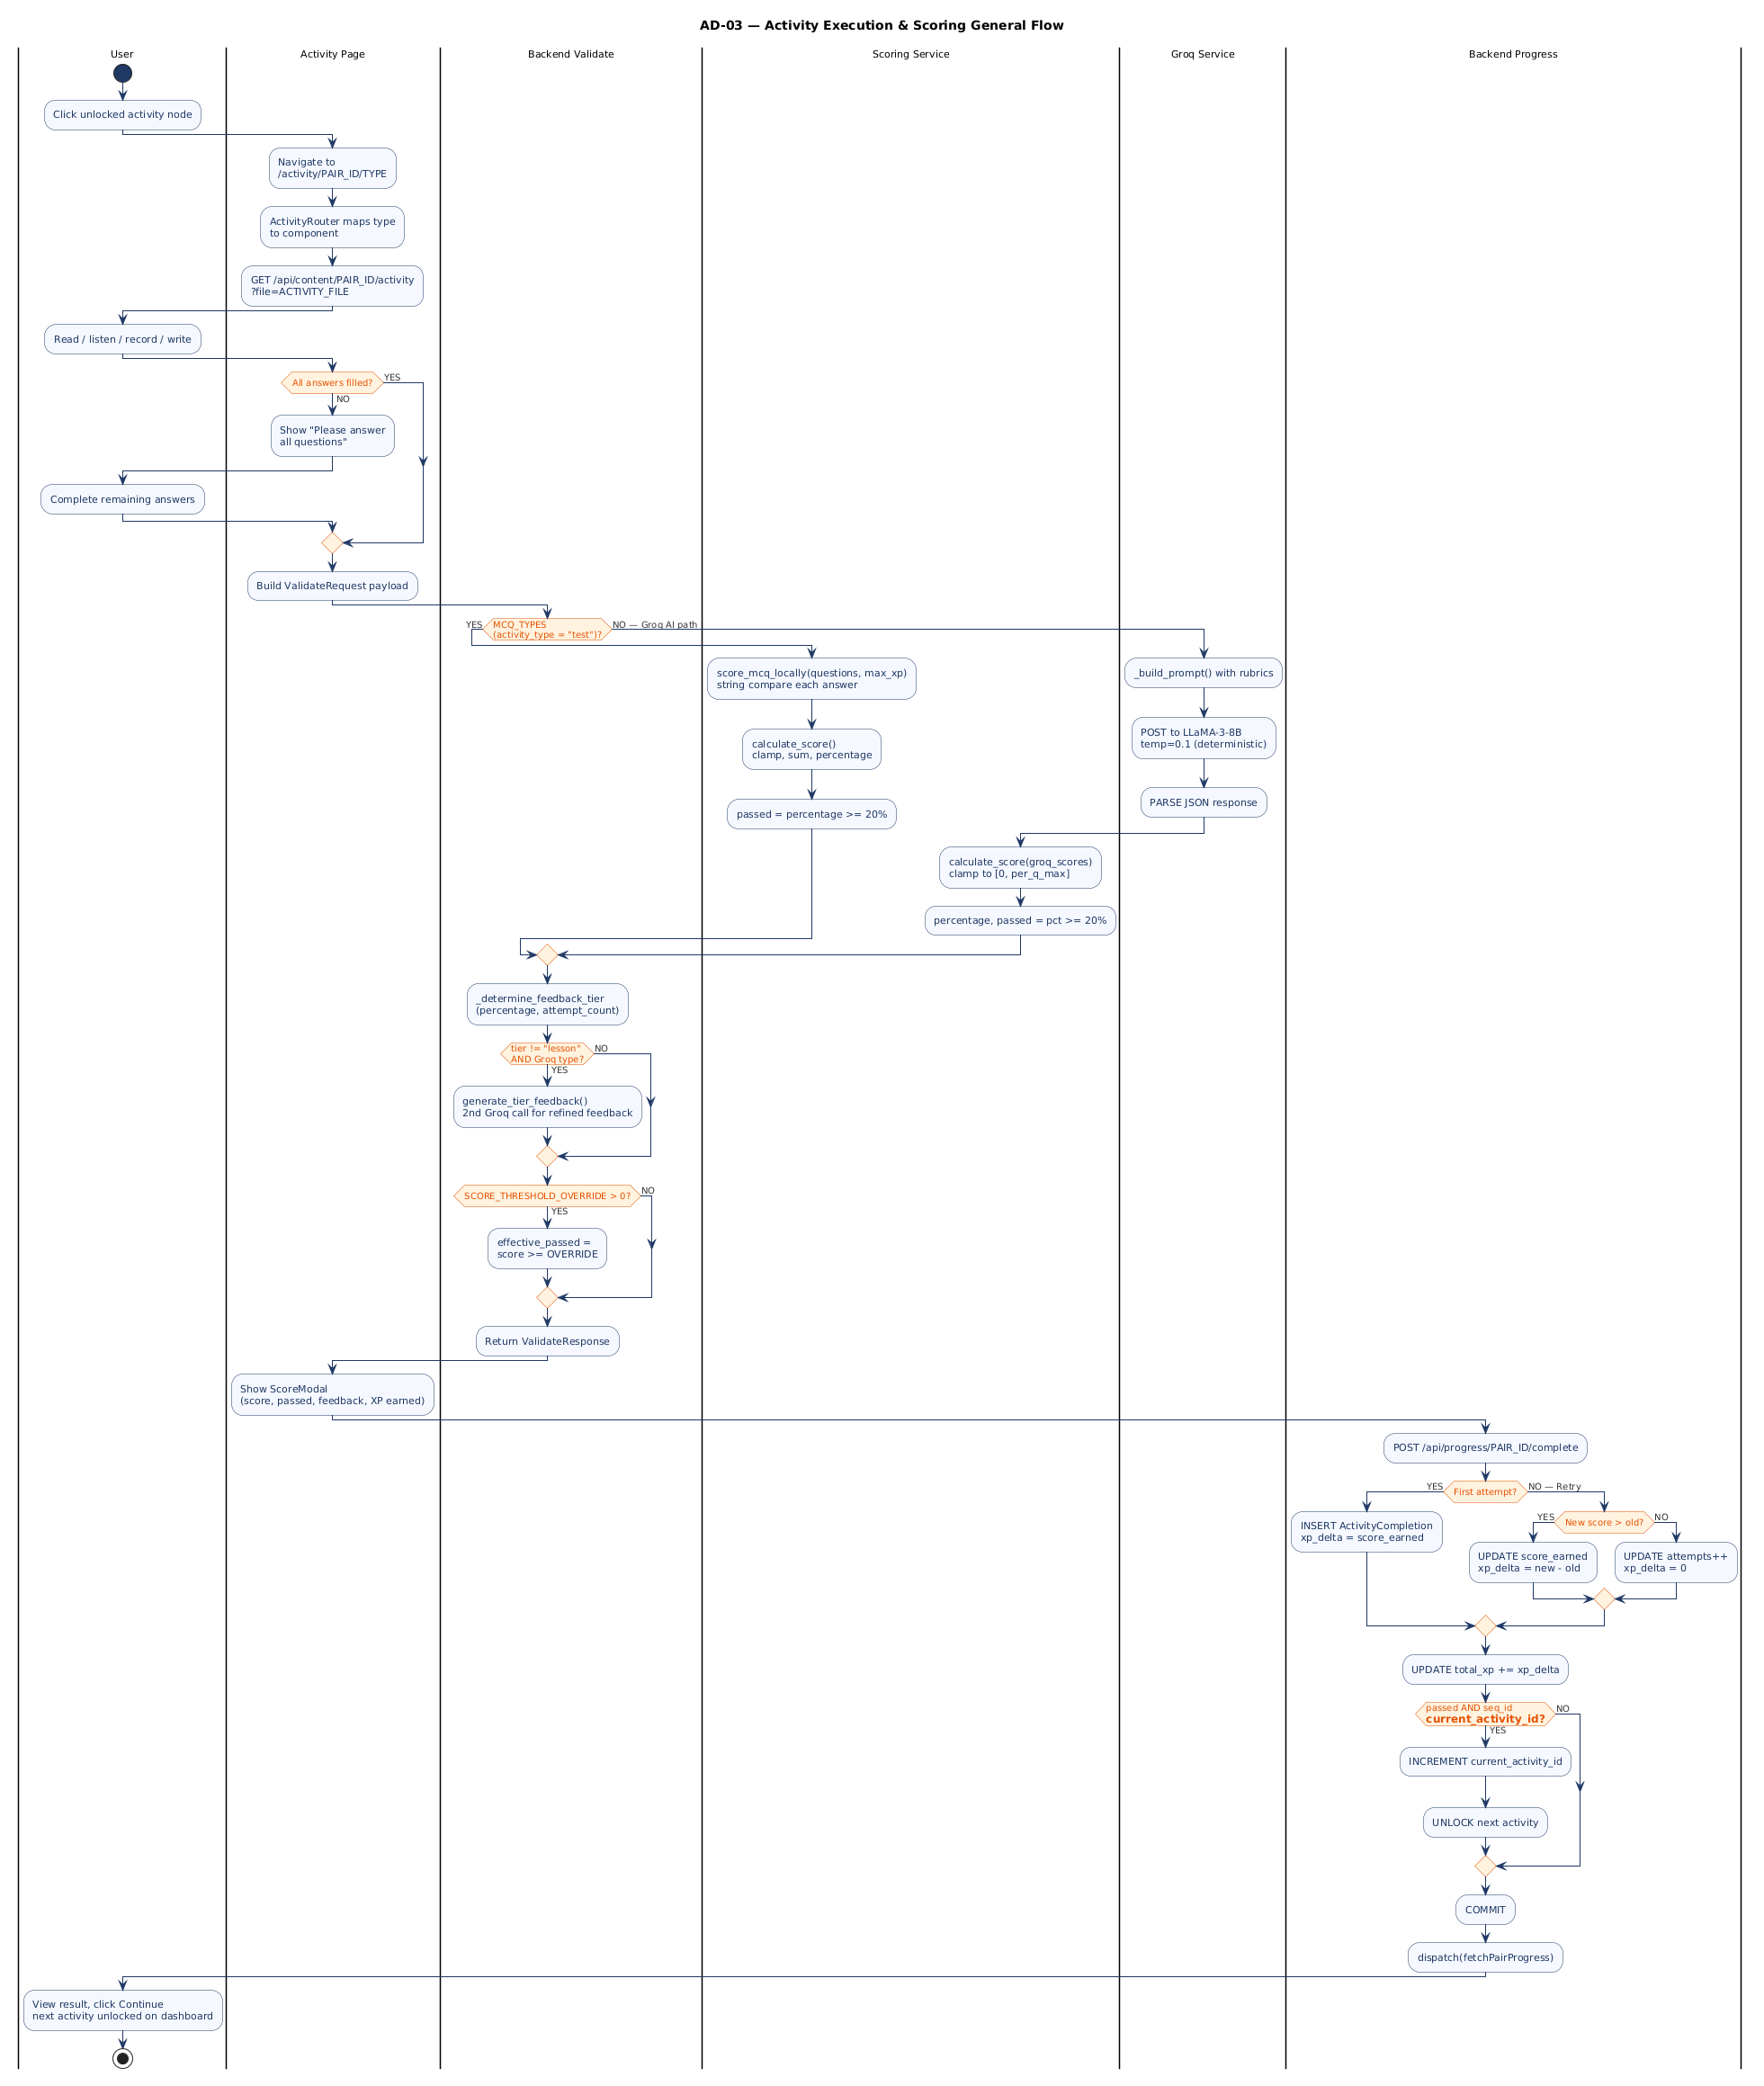 AD-03 — Activity Execution & Scoring General Flow
User
Activity Page
Backend Validate
Scoring Service
Groq Service
Backend Progress
Click unlocked activity node
Navigate to
/activity/PAIR_ID/TYPE
ActivityRouter maps type
to component
GET /api/content/PAIR_ID/activity
?file=ACTIVITY_FILE
Read / listen / record / write
All answers filled?
YES
NO
Show "Please answer
all questions"
Complete remaining answers
Build ValidateRequest payload
YES
MCQ_TYPES
(activity_type = "test")?
NO — Groq AI path
score_mcq_locally(questions, max_xp)
string compare each answer
_build_prompt() with rubrics
calculate_score()
clamp, sum, percentage
POST to LLaMA-3-8B
temp=0.1 (deterministic)
passed = percentage >= 20%
PARSE JSON response
calculate_score(groq_scores)
clamp to [0, per_q_max]
percentage, passed = pct >= 20%
_determine_feedback_tier
(percentage, attempt_count)
tier != "lesson"
AND Groq type?
NO
YES
generate_tier_feedback()
2nd Groq call for refined feedback
SCORE_THRESHOLD_OVERRIDE > 0?
NO
YES
effective_passed =
score >= OVERRIDE
Return ValidateResponse
Show ScoreModal
(score, passed, feedback, XP earned)
POST /api/progress/PAIR_ID/complete
YES
First attempt?
NO — Retry
INSERT ActivityCompletion
xp_delta = score_earned
YES
New score > old?
NO
UPDATE score_earned
xp_delta = new - old
UPDATE attempts++
xp_delta = 0
UPDATE total_xp += xp_delta
passed AND seq_id
current_activity_id?
NO
YES
INCREMENT current_activity_id
UNLOCK next activity
COMMIT
dispatch(fetchPairProgress)
View result, click Continue
next activity unlocked on dashboard